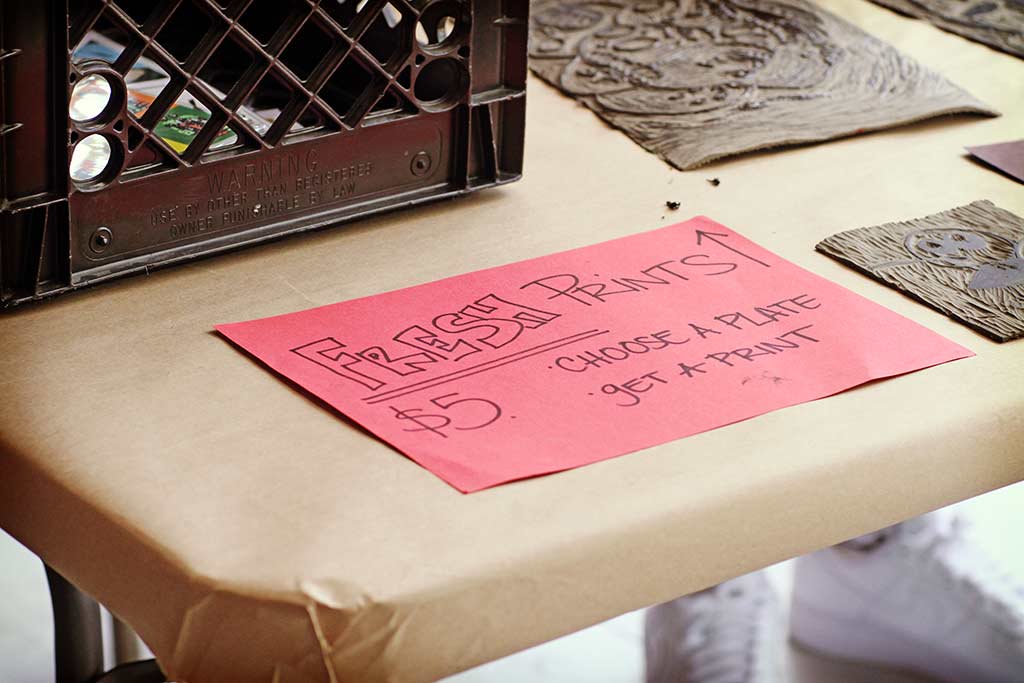 WARNING
USE BY OTHER THAN REGISTERED
OWNER PUNISHABLE BY LAW
FRESH PRINTS
$5.
· CHOOSE A PLATE
· GET A PRINT